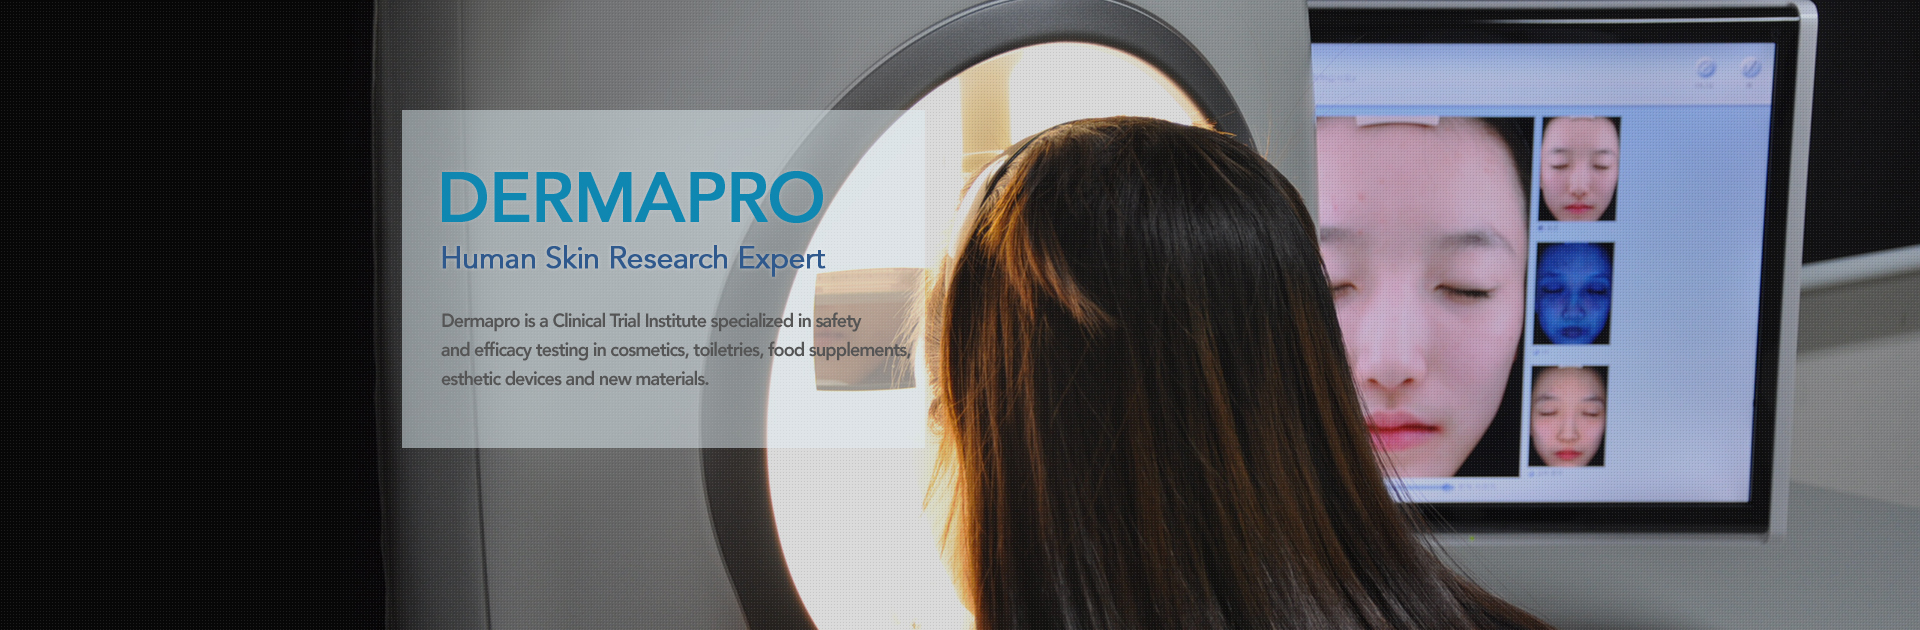 DERMAPRO
Human Skin Research Expert
Dermapro is a Clinical Trial Institute specialized in safety
and efficacy testing in cosmetics, toiletries, food supplements,
esthetic devices and new materials.